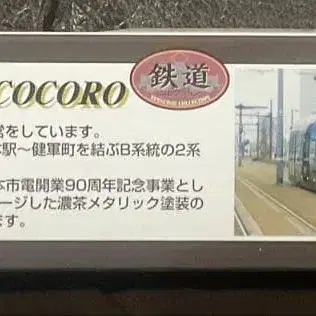 COCORO
鉄道
営をしています。
駅～健軍町を結ぶB系統の2系
本市電開業90周年記念事業とし
ージした濃茶メタリック塗装の
ます。